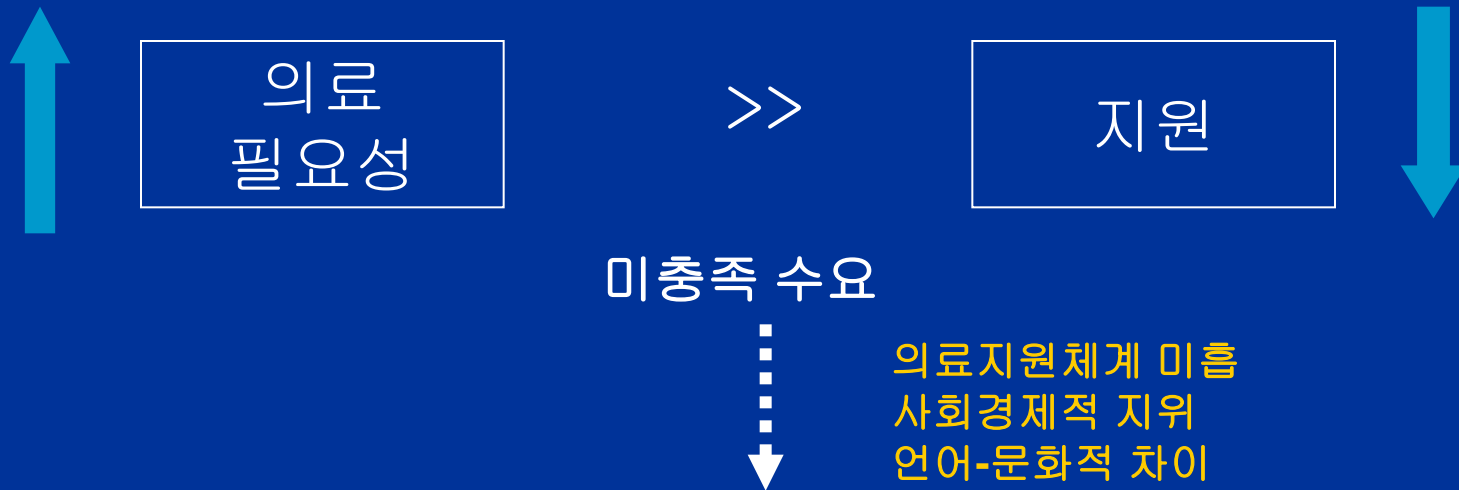 의료
필요성
>>
지원
미충족 수요
의료지원체계 미흡
사회경제적 지위
언어-문화적 차이